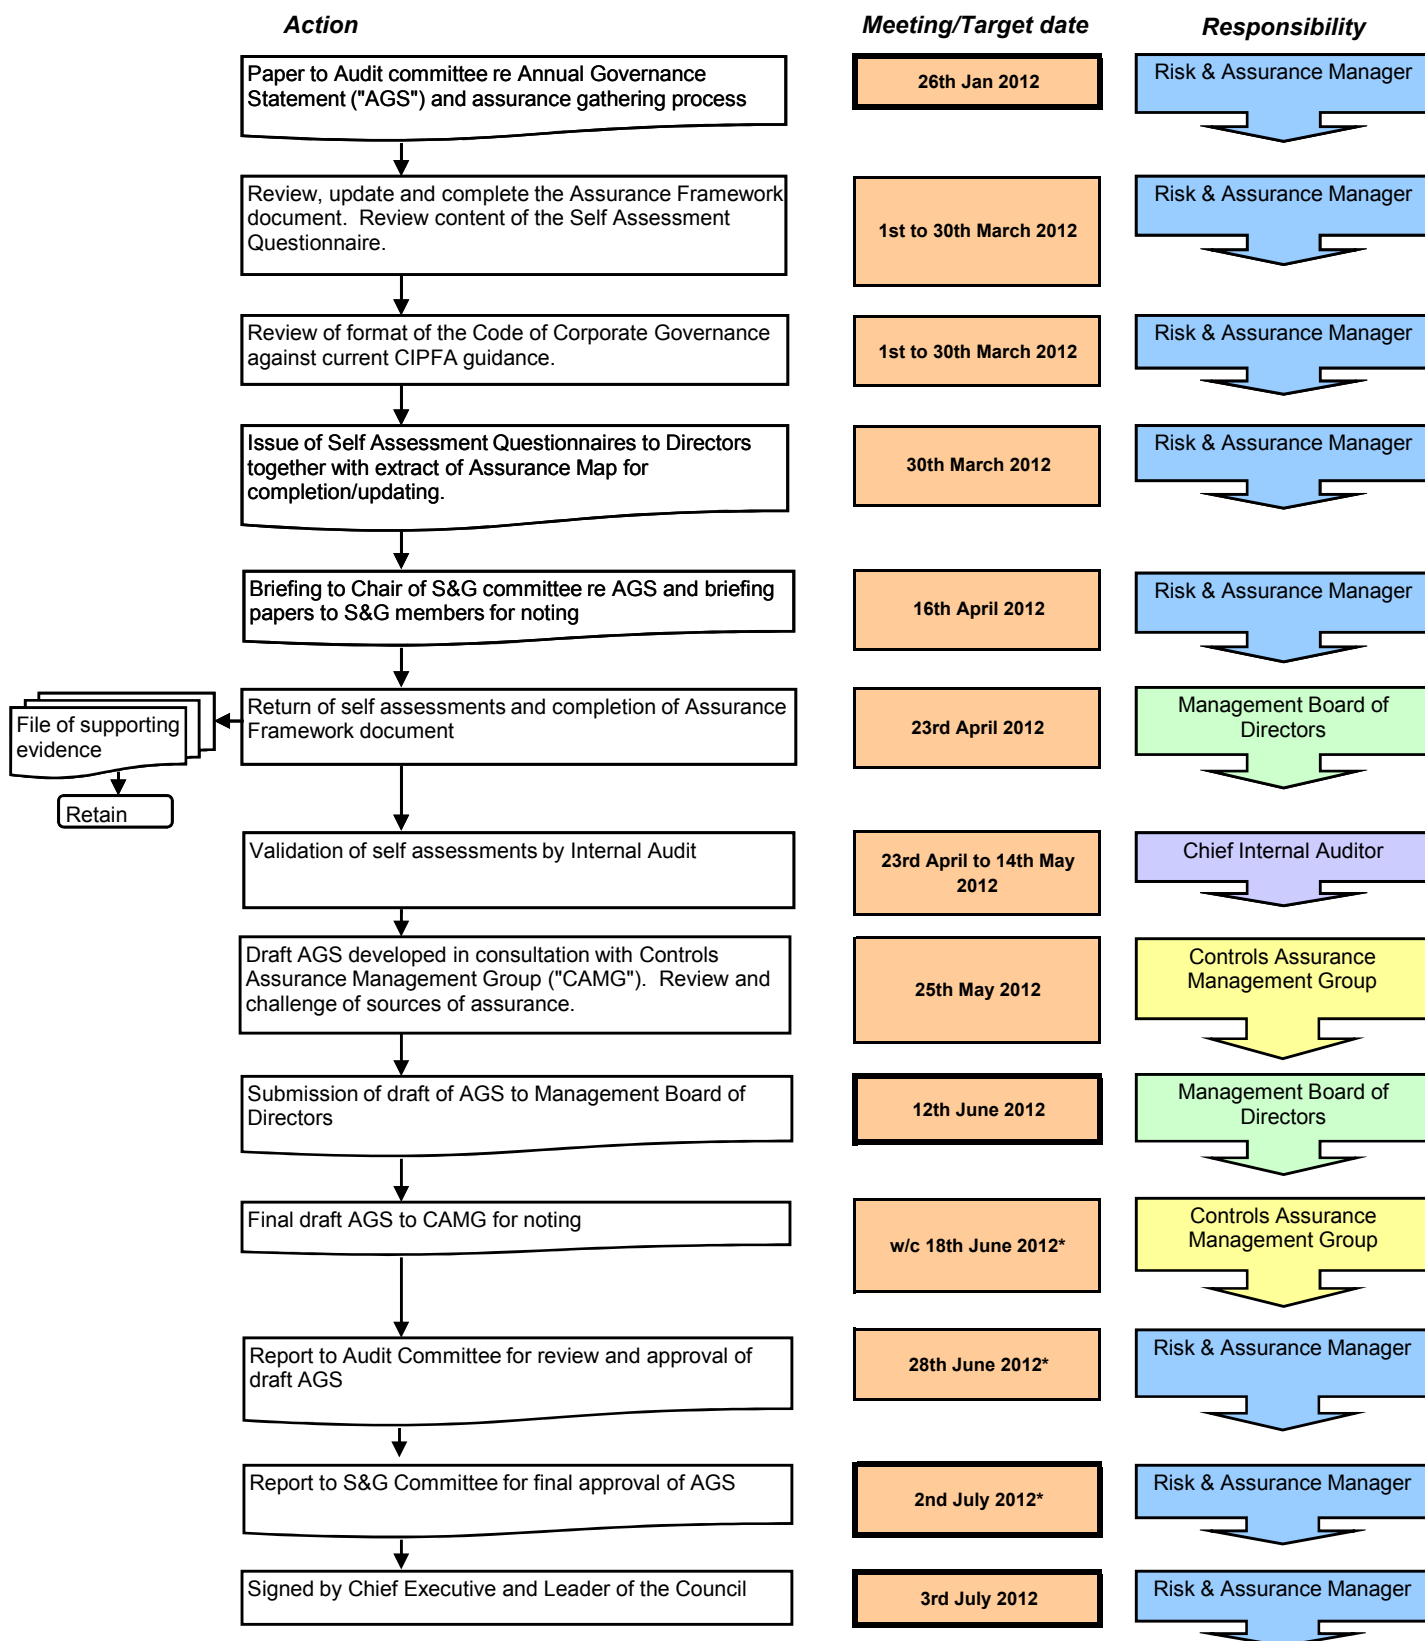 Action
Meeting/Target date
Responsibility
Paper to Audit committee re Annual Governance
Statement ("AGS") and assurance gathering process
26th Jan 2012
Risk & Assurance Manager
Review, update and complete the Assurance Framework
document.  Review content of the Self Assessment
Questionnaire.
1st to 30th March 2012
Risk & Assurance Manager
Review of format of the Code of Corporate Governance
against current CIPFA guidance.
1st to 30th March 2012
Risk & Assurance Manager
Issue of Self Assessment Questionnaires to Directors
together with extract of Assurance Map for
completion/updating.
30th March 2012
Risk & Assurance Manager
Briefing to Chair of S&G committee re AGS and briefing
papers to S&G members for noting
16th April 2012
Risk & Assurance Manager
File of supporting
evidence
Retain
Return of self assessments and completion of Assurance
Framework document
23rd April 2012
Management Board of
Directors
Validation of self assessments by Internal Audit
23rd April to 14th May
2012
Chief Internal Auditor
Draft AGS developed in consultation with Controls
Assurance Management Group ("CAMG").  Review and
challenge of sources of assurance.
25th May 2012
Controls Assurance
Management Group
Submission of draft of AGS to Management Board of
Directors
12th June 2012
Management Board of
Directors
Final draft AGS to CAMG for noting
w/c 18th June 2012*
Controls Assurance
Management Group
Report to Audit Committee for review and approval of
draft AGS
28th June 2012*
Risk & Assurance Manager
Report to S&G Committee for final approval of AGS
2nd July 2012*
Risk & Assurance Manager
Signed by Chief Executive and Leader of the Council
3rd July 2012
Risk & Assurance Manager